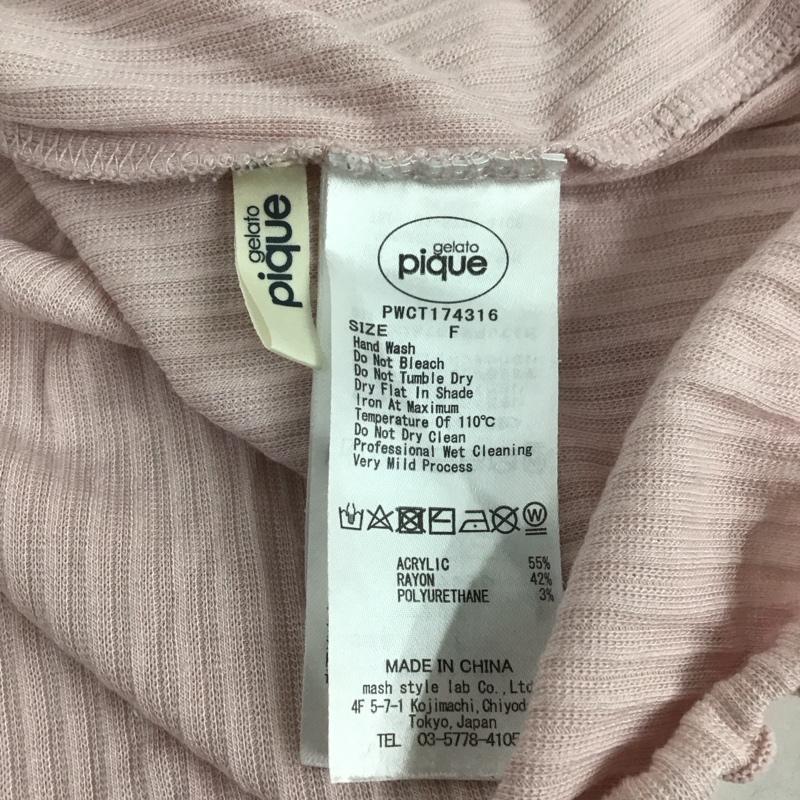 gelato
pique
gelato
pique
PWCT174316
SIZE F
Hand Wash
Do Not Bleach
Do Not Tumble Dry
Dry Flat In Shade
Iron At Maximum
Temperature Of 110℃
Do Not Dry Clean
Professional Wet Cleaning
Very Mild Process
W
ACRYLIC 55%
RAYON 42%
POLYURETHANE 3%
MADE IN CHINA
mash style lab Co.,Ltd
4F 5-7-1 Kojimachi,Chiyod
Tokyo,Japan
TEL 03-5778-4105